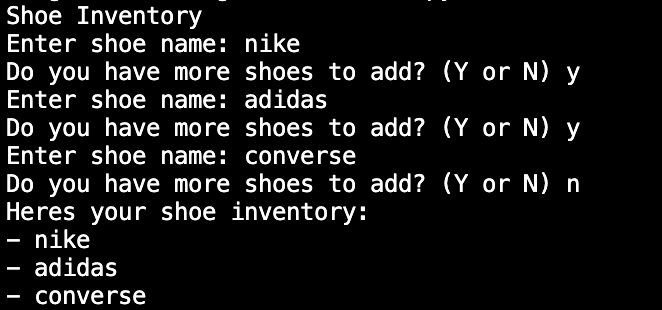 Shoe Inventory
Enter shoe name: nike
Do you have more shoes to add? (Y or N) y
Enter shoe name: adidas
Do you have more shoes to add? (Y or N) y
Enter shoe name: converse
Do you have more shoes to add? (Y or N) n
Heres your shoe inventory:
- nike
- adidas
- converse